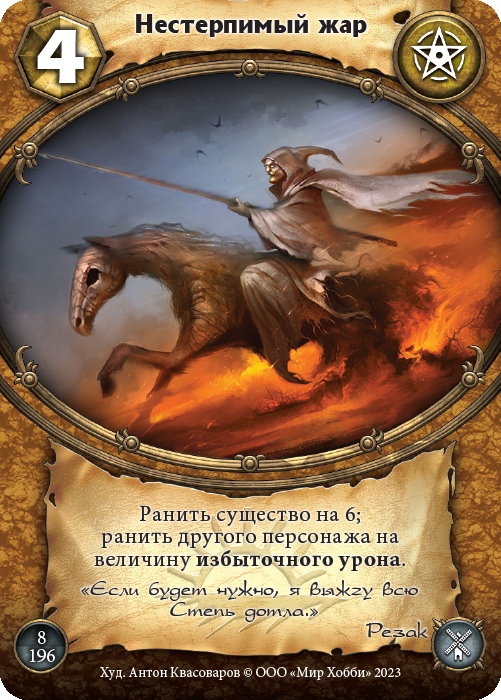 Нестерпимый жар
4
Ранить существо на 6;
ранить другого персонажа на
величину избыточного урона.
«Если будет нужно, я выжгу всю
Степь дотла.»
Резак
8
196
Худ. Антон Квасоваров © ООО «Мир Хобби» 2023